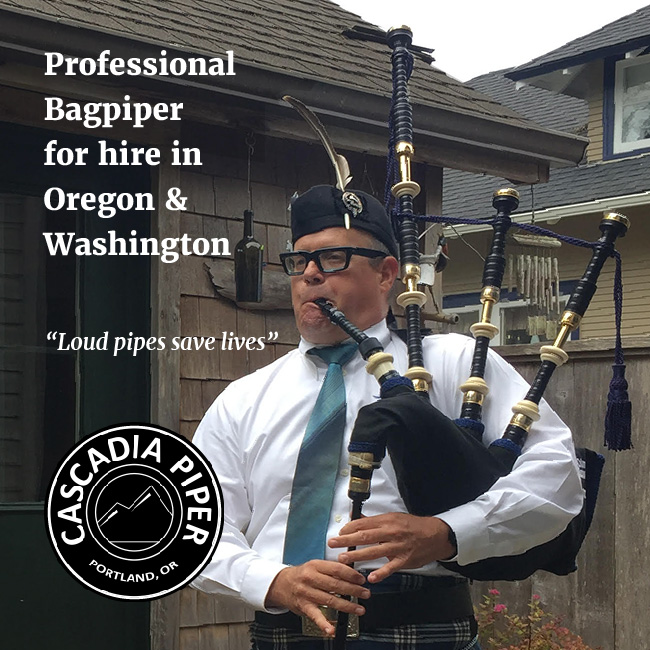 Professional
Bagpiper
for hire in
Oregon &
Washington
“Loud pipes save lives”
CASCADIA PIPER
PORTLAND, OR